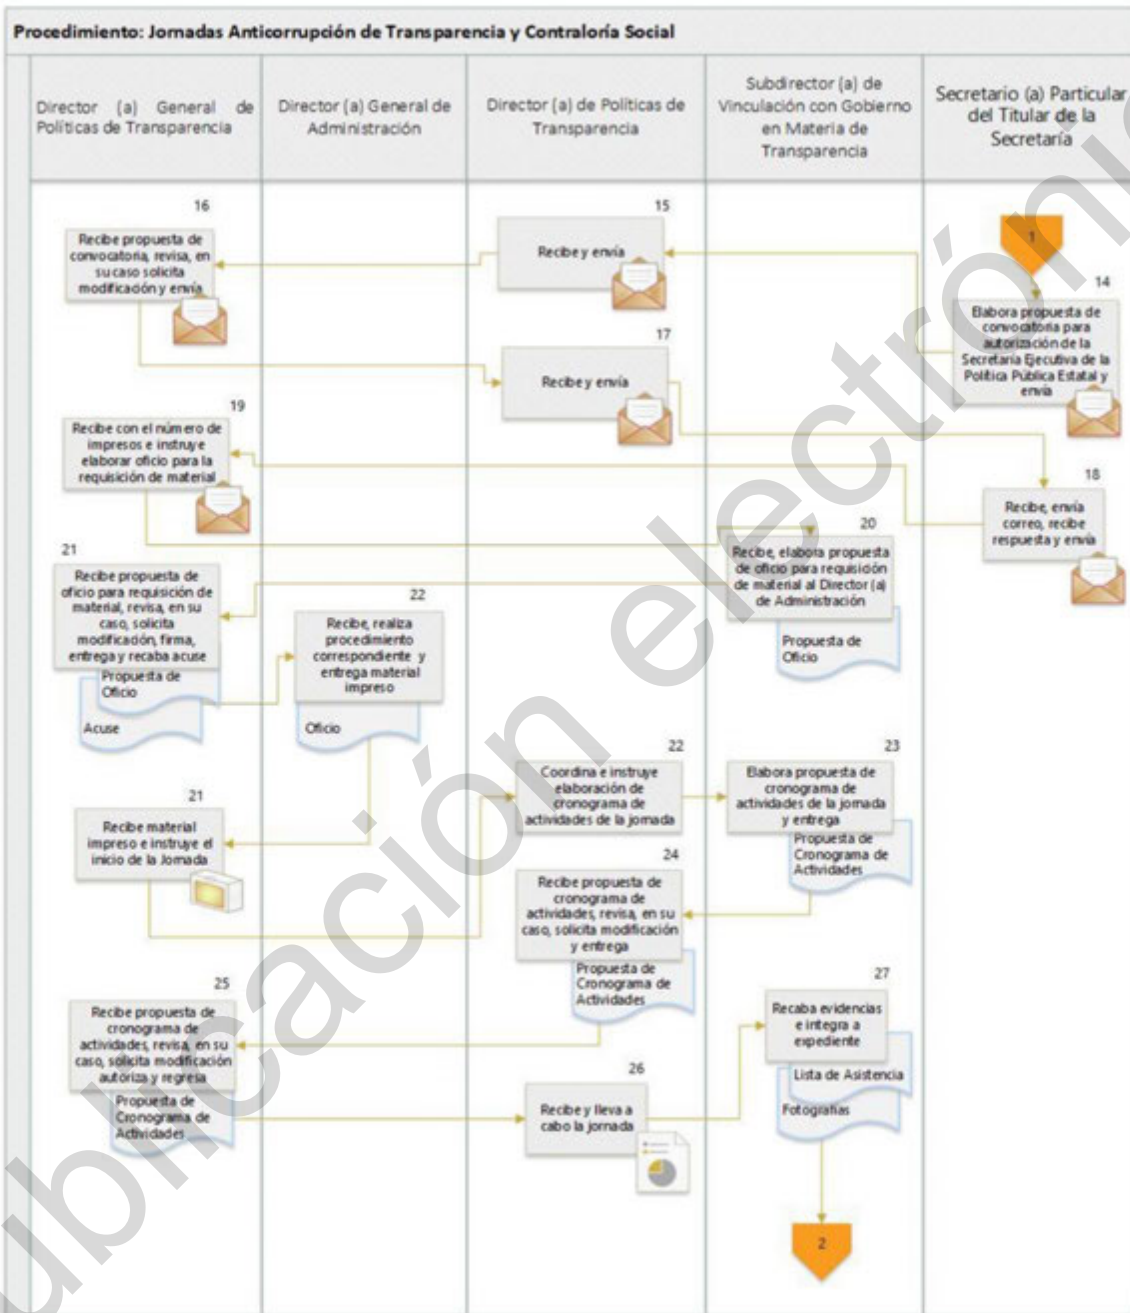 Procedimiento: Jornadas Anticorrupción de Transparencia y Contraloría Social
Director (a) General de
Políticas de Transparencia
Director (a) General de
Administración
Director (a) de Políticas de
Transparencia
Subdirector (a) de
Vinculación con Gobierno
en Materia de
Transparencia
Secretario (a) Particular
del Titular de la
Secretaría
1
14
Elabora propuesta de
convocatoria para
autorización de la
Secretaría Ejecutiva de la
Política Pública Estatal y
envía
15
Recibe y envía
16
Recibe propuesta de
convocatoria, revisa, en
su caso solicita
modificación y envía
17
Recibe y envía
18
Recibe, envía
correo, recibe
respuesta y envía
19
Recibe con el número de
impresos e instruye
elaborar oficio para la
requisición de material
20
Recibe, elabora propuesta
de oficio para requisición
de material al Director (a)
de Administración
Propuesta de
Oficio
21
Recibe propuesta de
oficio para requisición de
material, revisa, en su
caso, solicita
modificación, firma,
entrega y recaba acuse
Propuesta de
Oficio
Acuse
22
Recibe, realiza
procedimiento
correspondiente y
entrega material
impreso
Oficio
21
Recibe material
impreso e instruye el
inicio de la Jornada
22
Coordina e instruye
elaboración de
cronograma de
actividades de la jornada
23
Elabora propuesta de
cronograma de
actividades de la jornada
y entrega
Propuesta de
Cronograma de
Actividades
24
Recibe propuesta de
cronograma de
actividades, revisa, en su
caso, solicita modificación
y entrega
Propuesta de
Cronograma de
Actividades
25
Recibe propuesta de
cronograma de
actividades, revisa, en su
caso, solicita modificación
autoriza y regresa
Propuesta de
Cronograma de
Actividades
26
Recibe y lleva a
cabo la jornada
27
Recaba evidencias
e integra a
expediente
Lista de Asistencia
Fotografías
2
ublicación electrónic